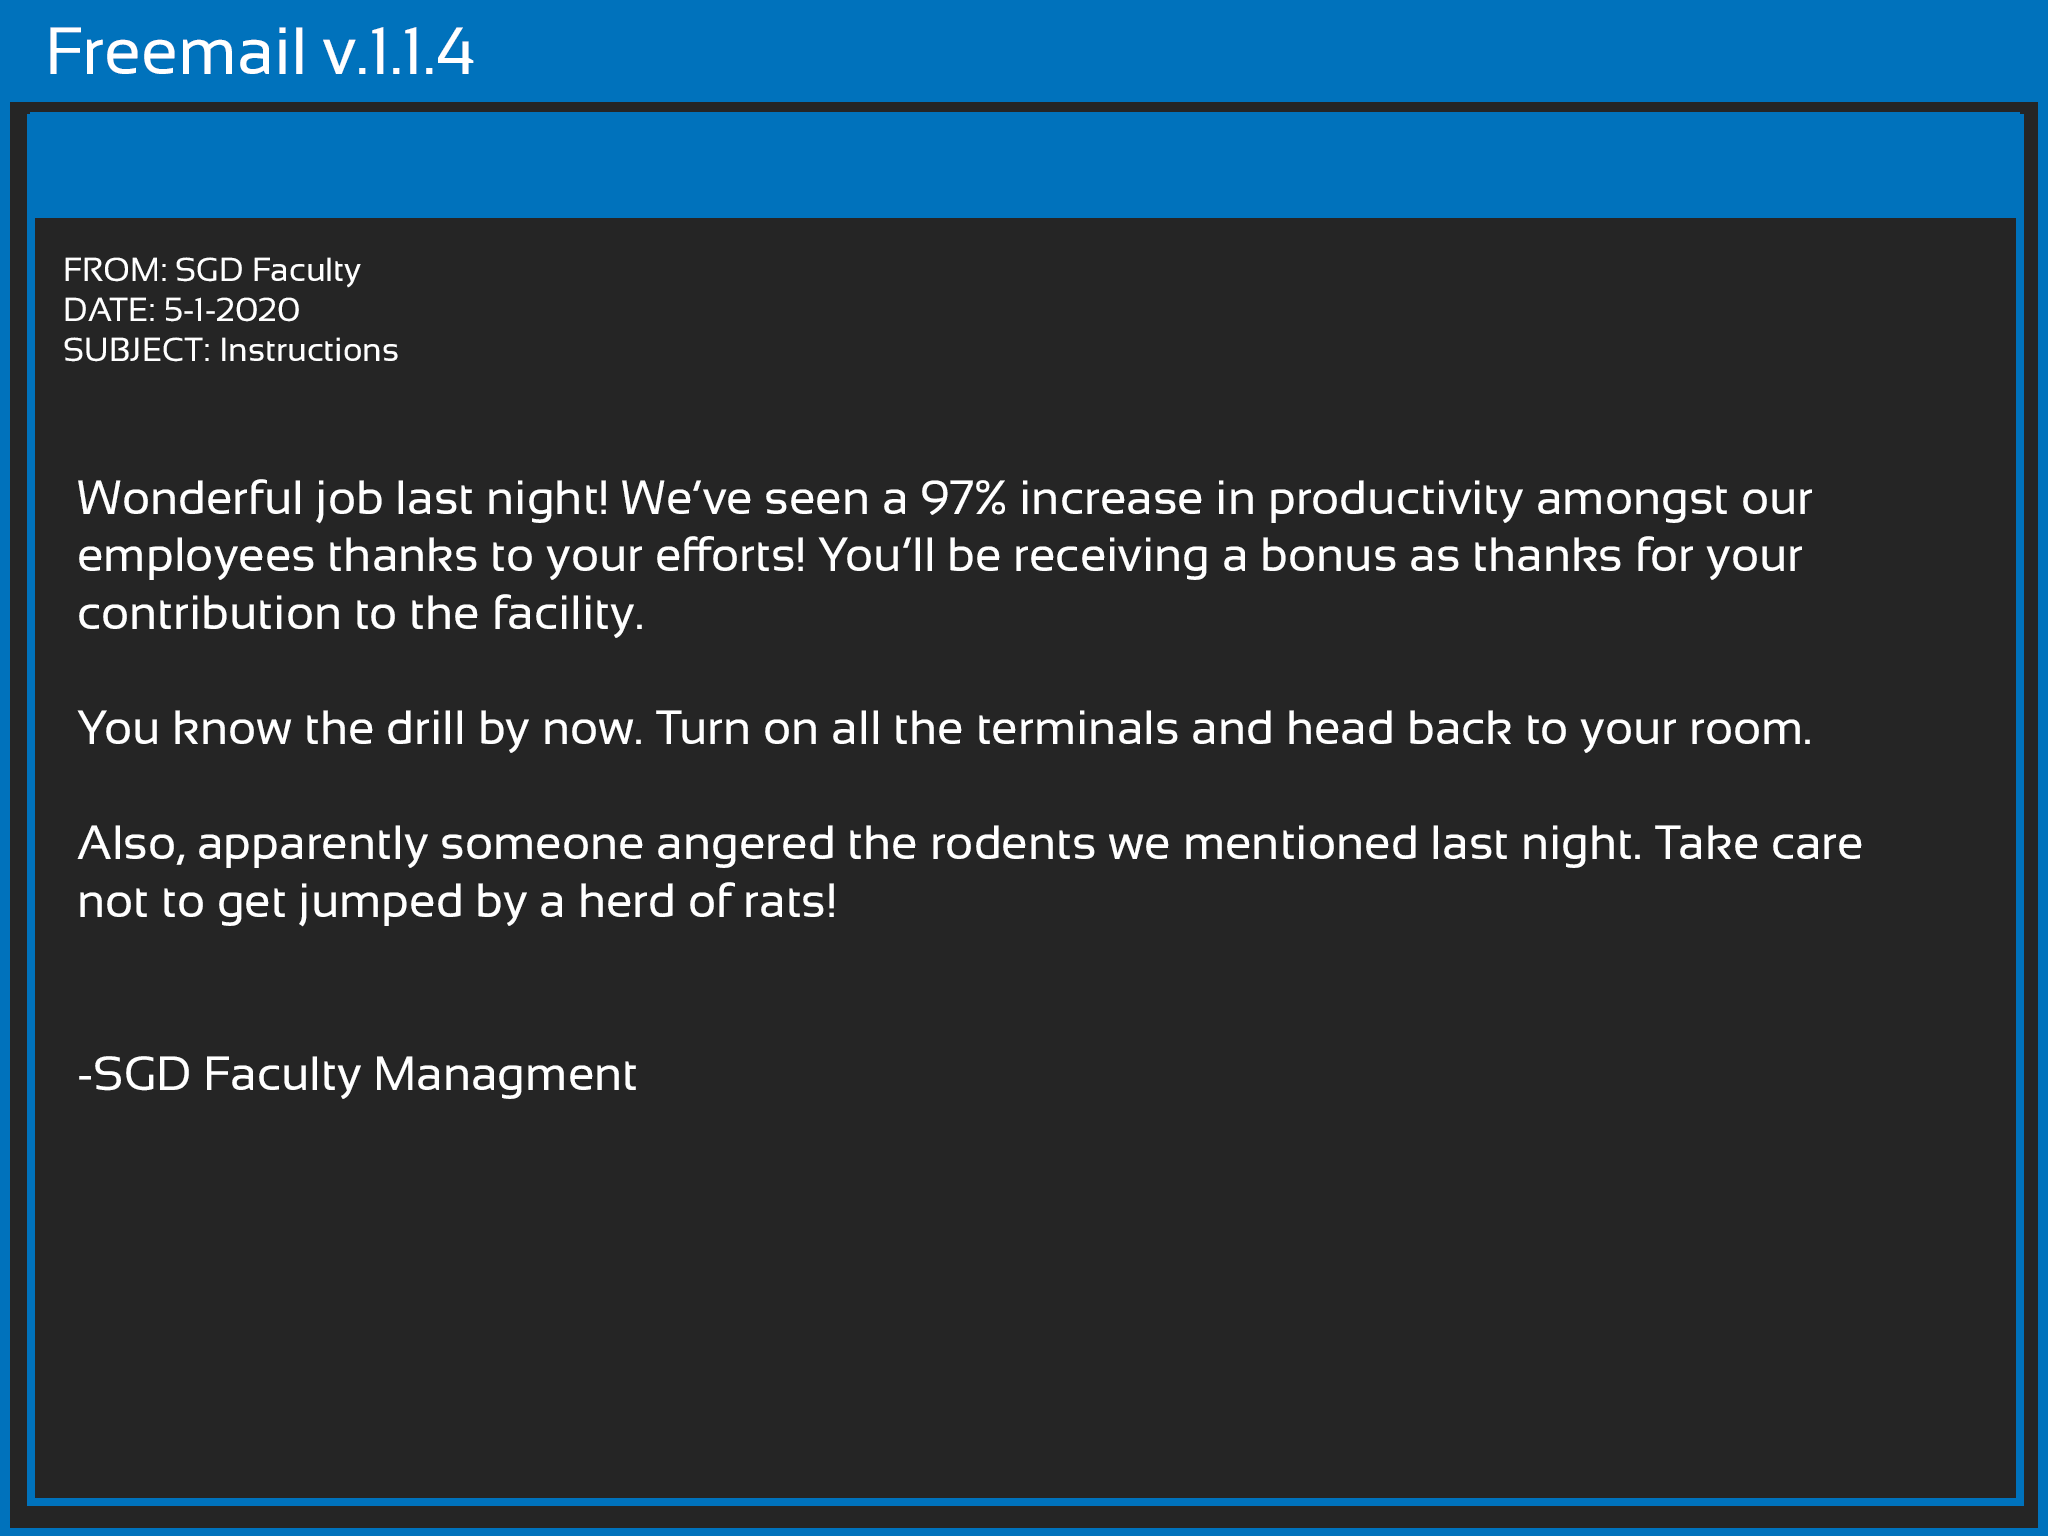 Freemail v.1.1.4
FROM: SGD Faculty
DATE: 5-1-2020
SUBJECT: Instructions
Wonderful job last night! We've seen a 97% increase in productivity amongst our
employees thanks to your efforts! You'll be receiving a bonus as thanks for your
contribution to the facility.
You know the drill by now. Turn on all the terminals and head back to your room.
Also, apparently someone angered the rodents we mentioned last night. Take care
not to get jumped by a herd of rats!
-SGD Faculty Managment